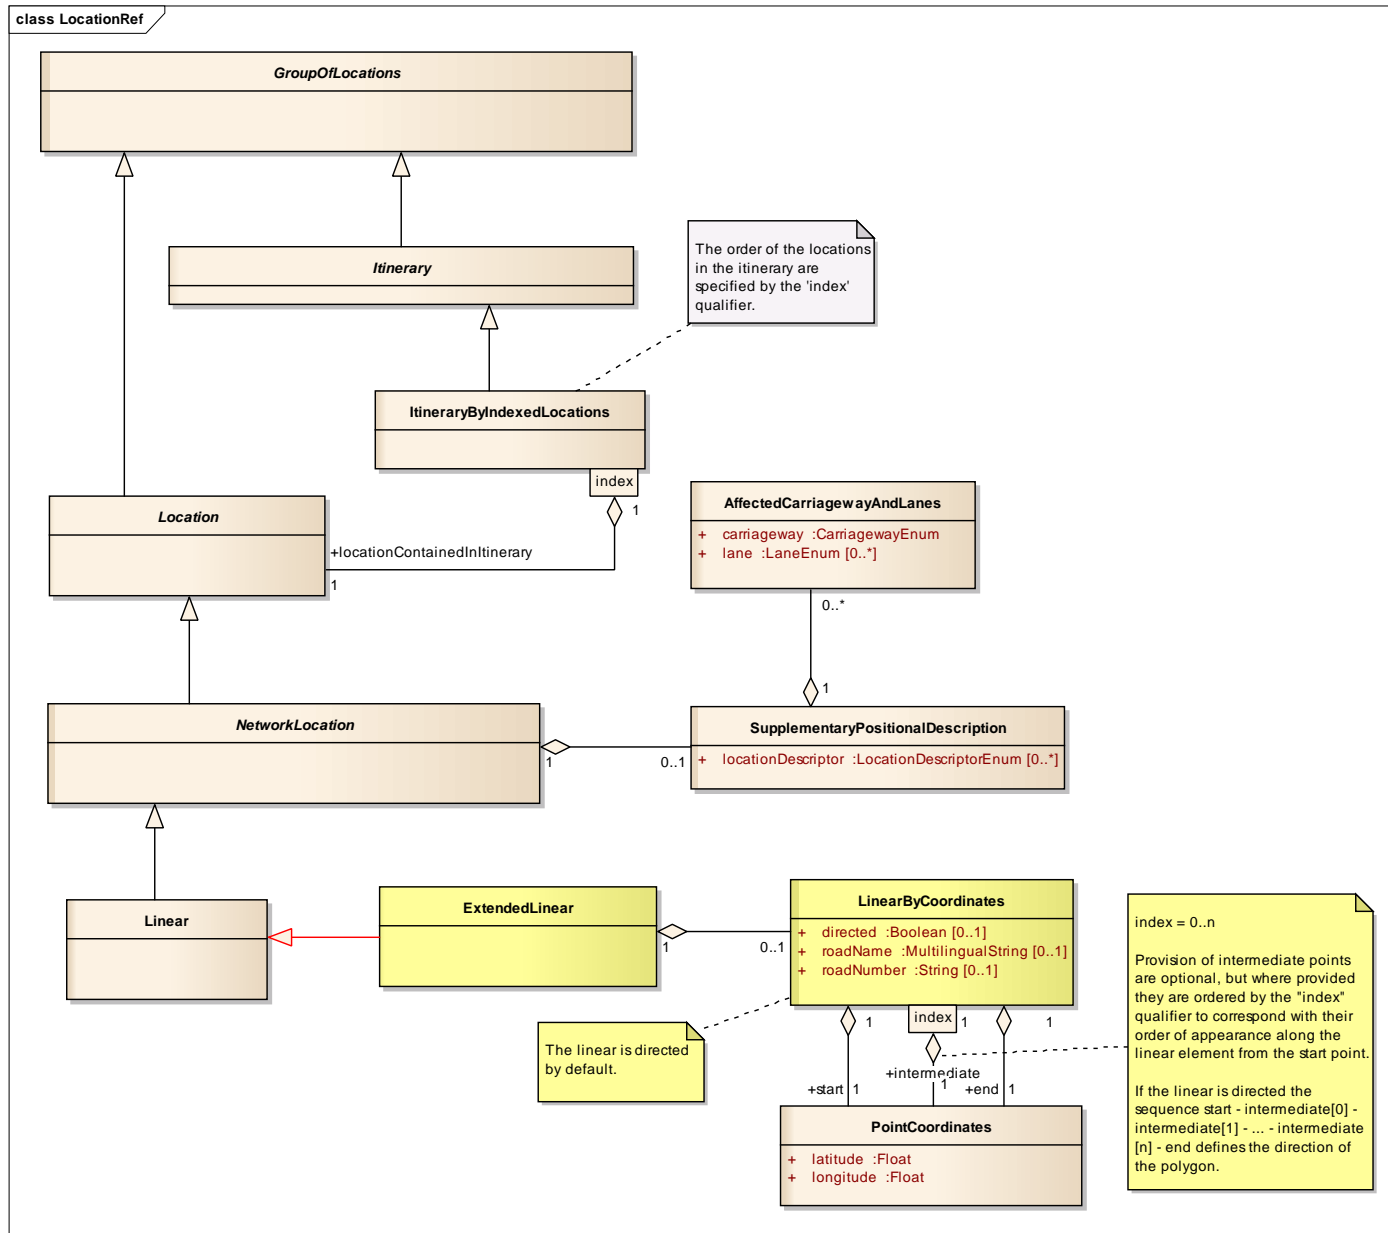 class LocationRef
GroupOfLocations
Itinerary
The order of the locations
in the itinerary are
specified by the 'index'
qualifier.
ItineraryByIndexedLocations
index
1
Location
+locationContainedInItinerary
1
AffectedCarriagewayAndLanes
+ carriageway :CarriagewayEnum
+ lane :LaneEnum [0..*]
0..*
1
NetworkLocation
1
0..1
SupplementaryPositionalDescription
+ locationDescriptor :LocationDescriptorEnum [0..*]
Linear
ExtendedLinear
1
0..1
LinearByCoordinates
+ directed :Boolean [0..1]
+ roadName :MultilingualString [0..1]
+ roadNumber :String [0..1]
The linear is directed
by default.
1
index
1
1
+start
1
+intermediate
1
+end
1
PointCoordinates
+ latitude :Float
+ longitude :Float
index = 0..n
Provision of intermediate points
are optional, but where provided
they are ordered by the "index"
qualifier to correspond with their
order of appearance along the
linear element from the start point.
If the linear is directed the
sequence start - intermediate[0] -
intermediate[1] - ... - intermediate
[n] - end defines the direction of
the polygon.